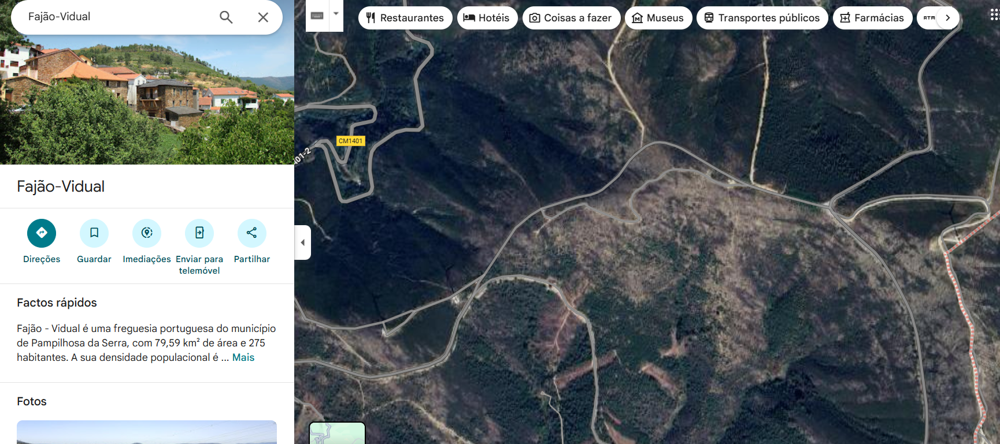 Fajão-Vidual
Restaurantes
Hotéis
Coisas a fazer
Museus
Transportes públicos
Farmácias
ATM
CM1401
01-2
Fajão-Vidual
Direções
Guardar
Imediações
Enviar para
telemóvel
Partilhar
Factos rápidos
Fajão - Vidual é uma freguesia portuguesa do município
de Pampilhosa da Serra, com 79,59 km² de área e 275
habitantes. A sua densidade populacional é ... Mais
Fotos